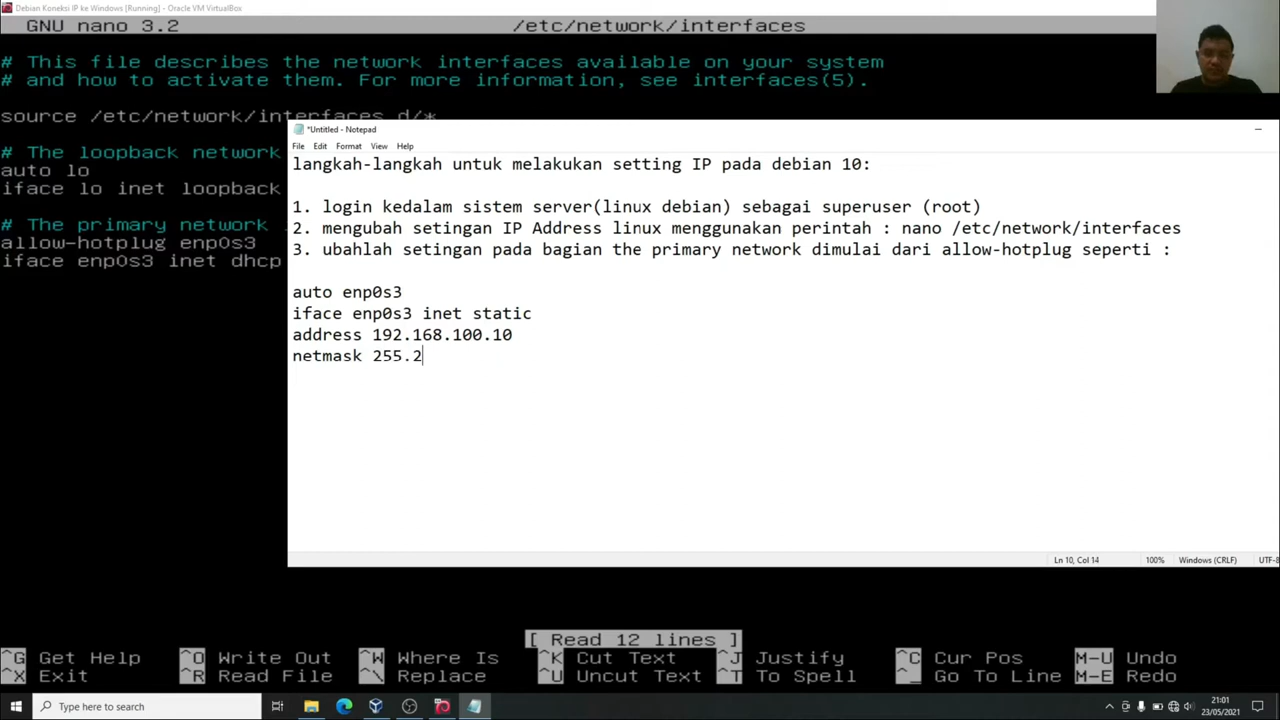 Debian Koneksi IP ke Windows [Running] - Oracle VM VirtualBox
GNU nano 3.2 /etc/network/interfaces
# This file describes the network interfaces available on your system
# and how to activate them. For more information, see interfaces(5).
source /etc/network/interfaces.d/*
# The loopback network
auto lo
iface lo inet loopback
# The primary network
allow-hotplug enp0s3
iface enp0s3 inet dhcp
*Untitled - Notepad
File Edit Format View Help
langkah-langkah untuk melakukan setting IP pada debian 10:
1. login kedalam sistem server(linux debian) sebagai superuser (root)
2. mengubah setingan IP Address linux menggunakan perintah : nano /etc/network/interfaces
3. ubahlah setingan pada bagian the primary network dimulai dari allow-hotplug seperti :
auto enp0s3
iface enp0s3 inet static
address 192.168.100.10
netmask 255.2
Ln 10, Col 14 100% Windows (CRLF) UTF-8
[ Read 12 lines ]
^G Get Help ^O Write Out ^W Where Is ^K Cut Text ^J Justify ^C Cur Pos M-U Undo
^X Exit ^R Read File ^\ Replace ^U Uncut Text ^T To Spell ^_ Go To Line M-E Redo
Type here to search
21:01
23/05/2021